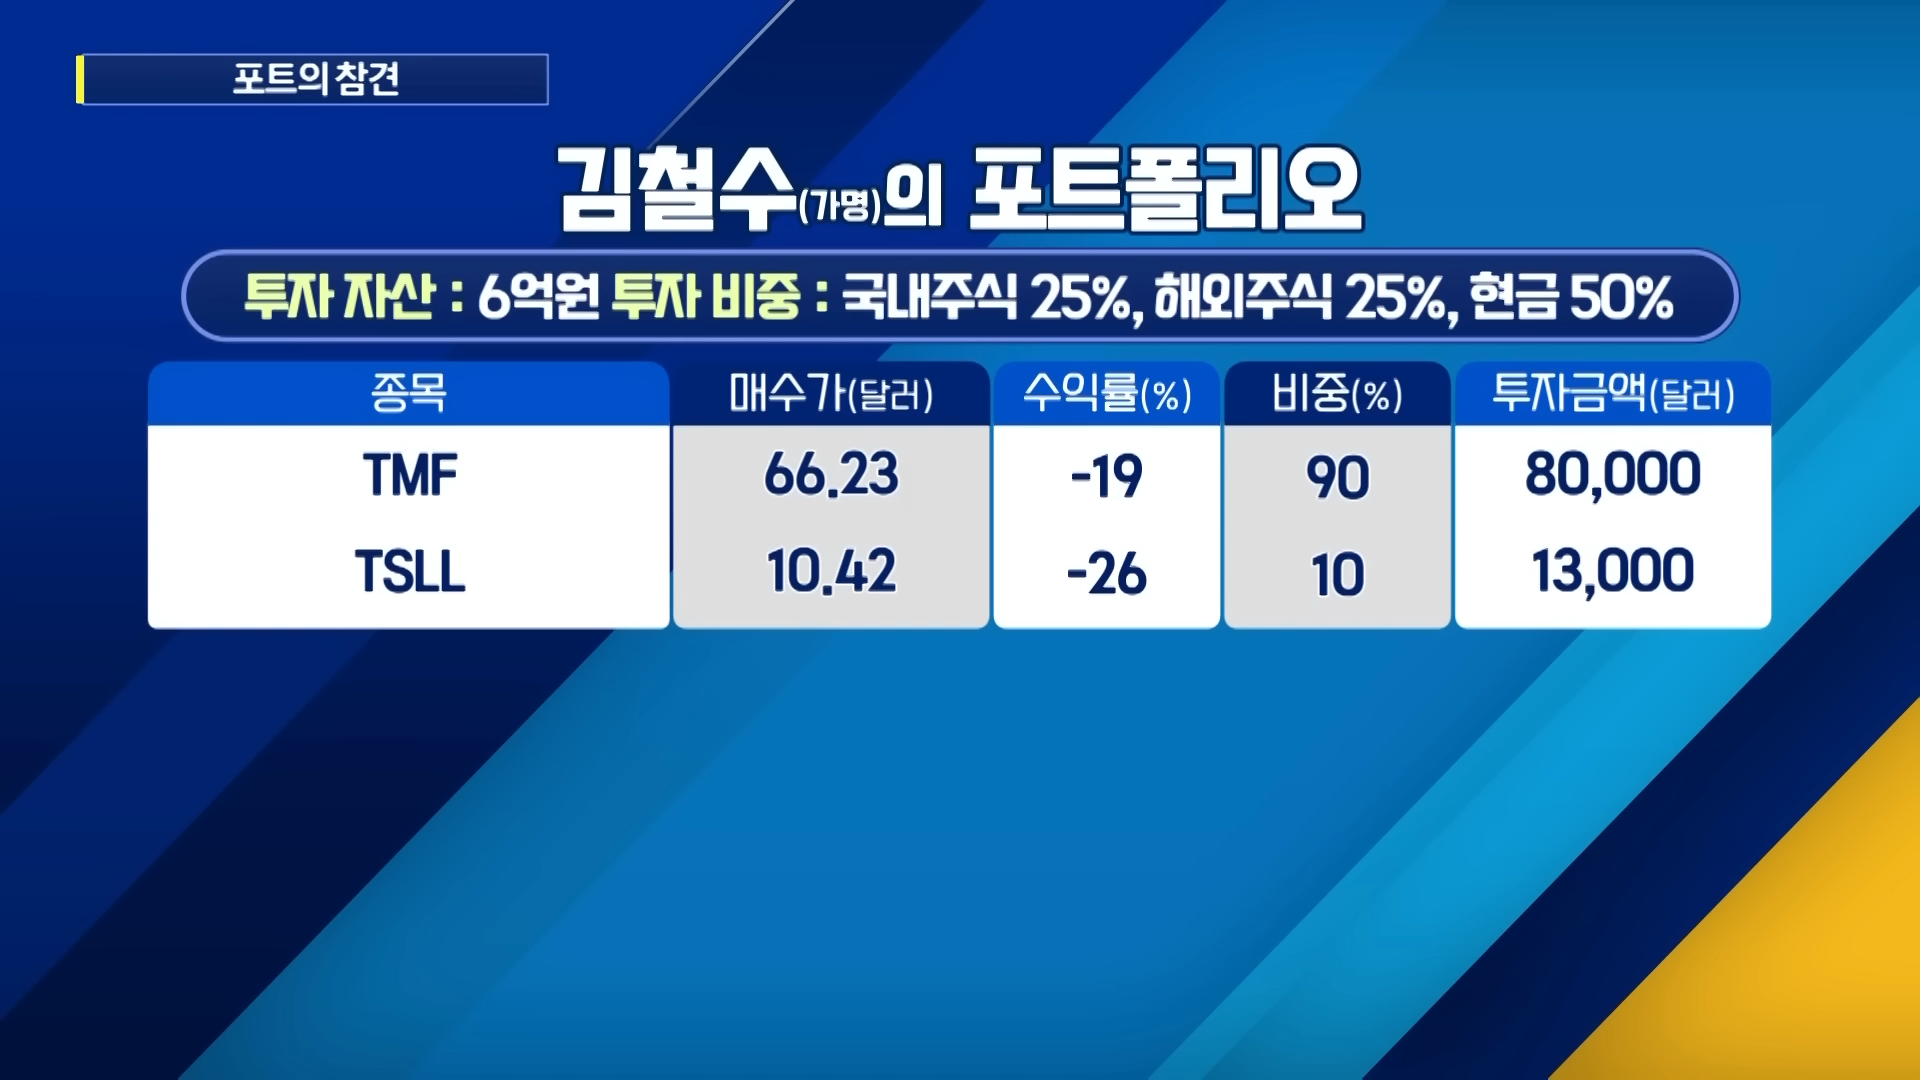 포트의 참견
김철수(가명)의 포트폴리오
투자 자산 : 6억원 투자 비중 : 국내주식 25%, 해외주식 25%, 현금 50%
종목 매수가(달러) 수익률(%) 비중(%) 투자금액(달러)
TMF 66.23 -19 90 80,000
TSLL 10.42 -26 10 13,000